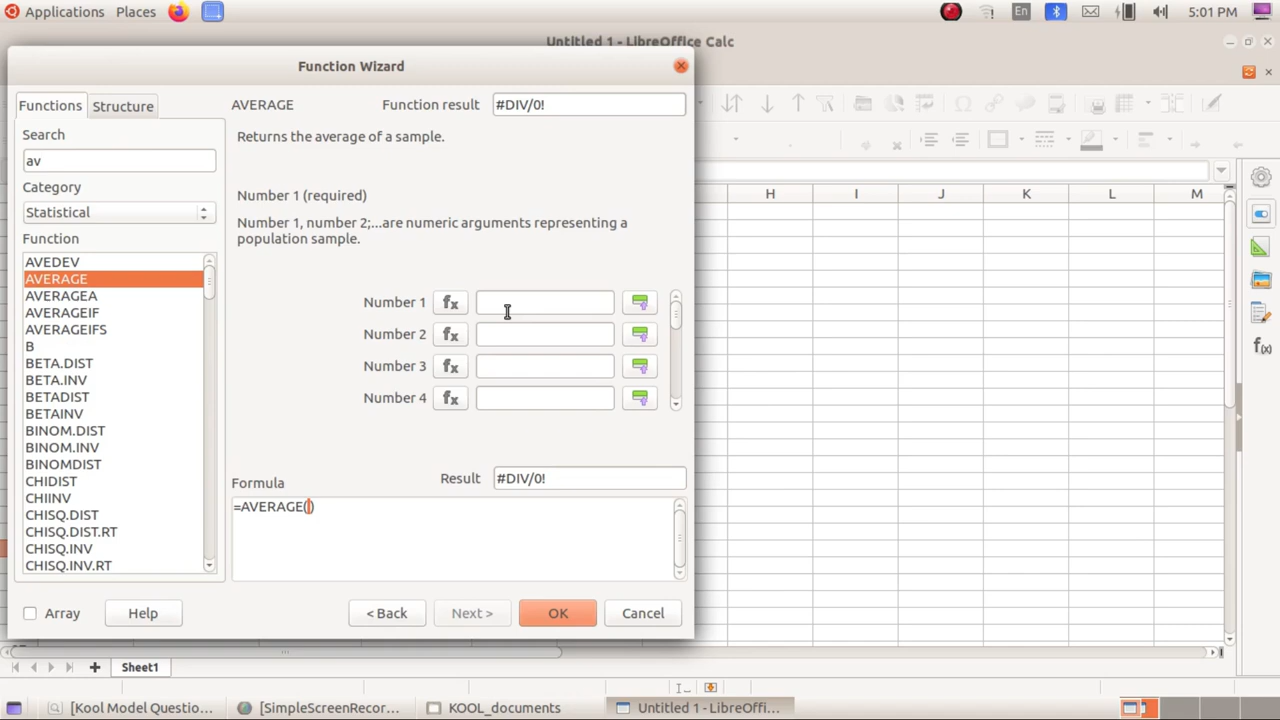 Applications Places En 5:01 PM
Untitled 1 - LibreOffice Calc
Function Wizard
Functions Structure
AVERAGE Function result #DIV/0!
Search
Returns the average of a sample.
av
Category
Number 1 (required)
Statistical
Number 1, number 2;...are numeric arguments representing a
population sample.
Function
AVEDEV
AVERAGE
AVERAGEA
AVERAGEIF
AVERAGEIFS
B
BETA.DIST
BETA.INV
BETADIST
BETAINV
BINOM.DIST
BINOM.INV
BINOMDIST
CHIDIST
CHIINV
CHISQ.DIST
CHISQ.DIST.RT
CHISQ.INV
CHISQ.INV.RT
Number 1 fx
Number 2 fx
Number 3 fx
Number 4 fx
Formula Result #DIV/0!
=AVERAGE()
Array Help < Back Next > OK Cancel
H I J K L M
Sheet1
[Kool Model Questio... [SimpleScreenRecor... KOOL_documents Untitled 1 - LibreOffi...